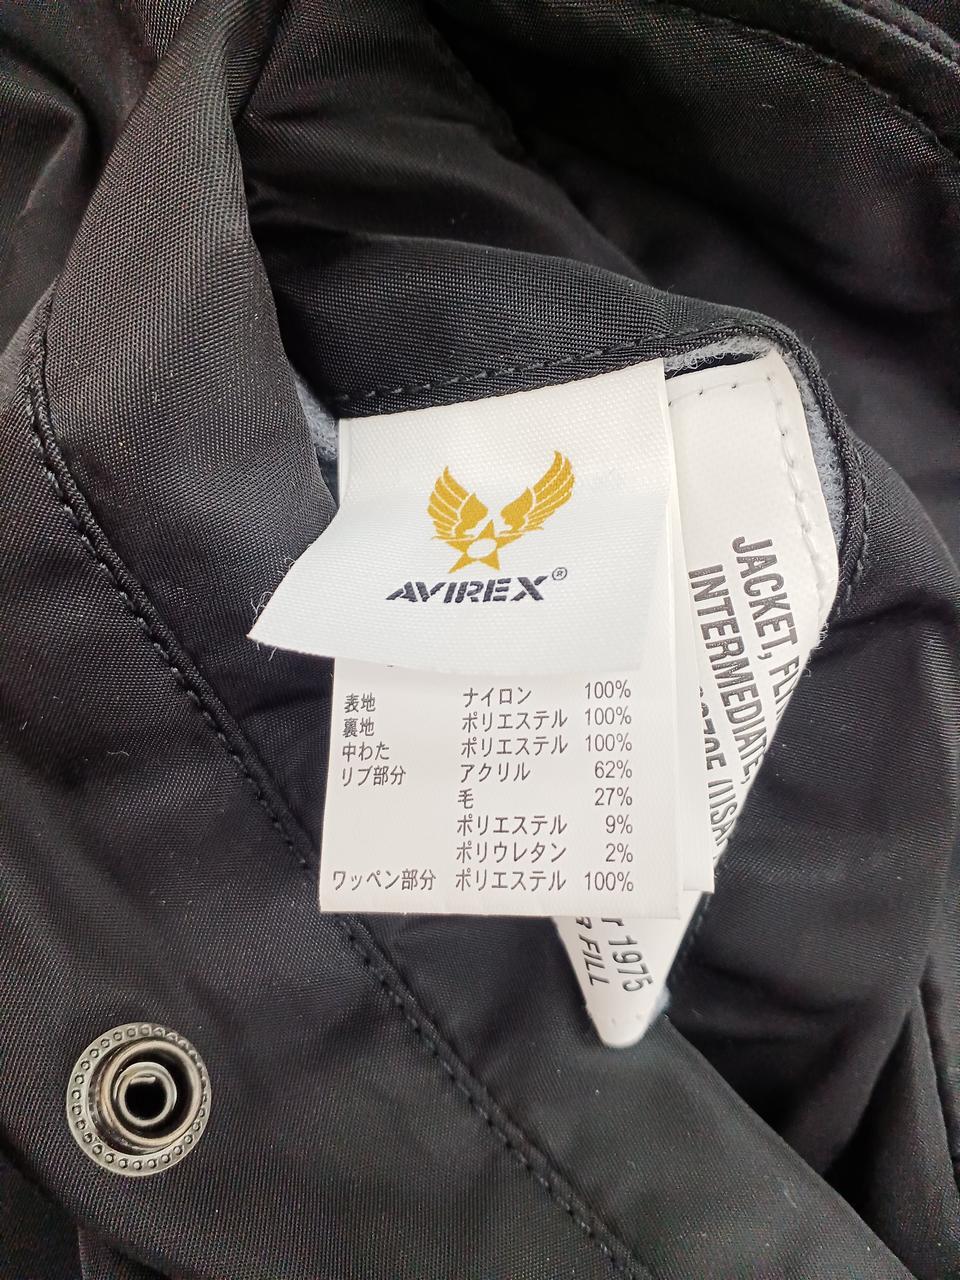 AVIREX®
表地 ナイロン 100%
裏地 ポリエステル 100%
中わた ポリエステル 100%
リブ部分 アクリル 62%
毛 27%
ポリエステル 9%
ポリウレタン 2%
ワッペン部分 ポリエステル 100%
JACKET,
INTERMEDIATE,
1975
FILL